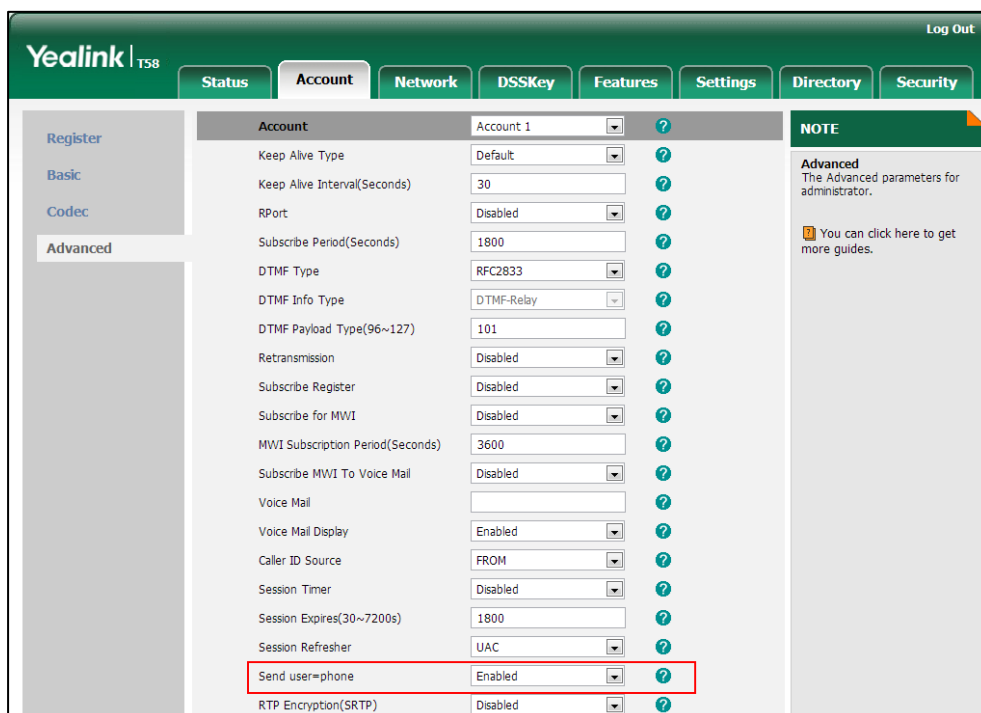 Log Out
Yealink | T58
Status Account Network DSSKey Features Settings Directory Security
Register
Basic
Codec
Advanced
Account Account 1
Keep Alive Type Default
Keep Alive Interval(Seconds) 30
RPort Disabled
Subscribe Period(Seconds) 1800
DTMF Type RFC2833
DTMF Info Type DTMF-Relay
DTMF Payload Type(96~127) 101
Retransmission Disabled
Subscribe Register Disabled
Subscribe for MWI Disabled
MWI Subscription Period(Seconds) 3600
Subscribe MWI To Voice Mail Disabled
Voice Mail
Voice Mail Display Enabled
Caller ID Source FROM
Session Timer Disabled
Session Expires(30~7200s) 1800
Session Refresher UAC
Send user=phone Enabled
RTP Encryption(SRTP) Disabled
NOTE
Advanced
The Advanced parameters for
administrator.
You can click here to get
more guides.